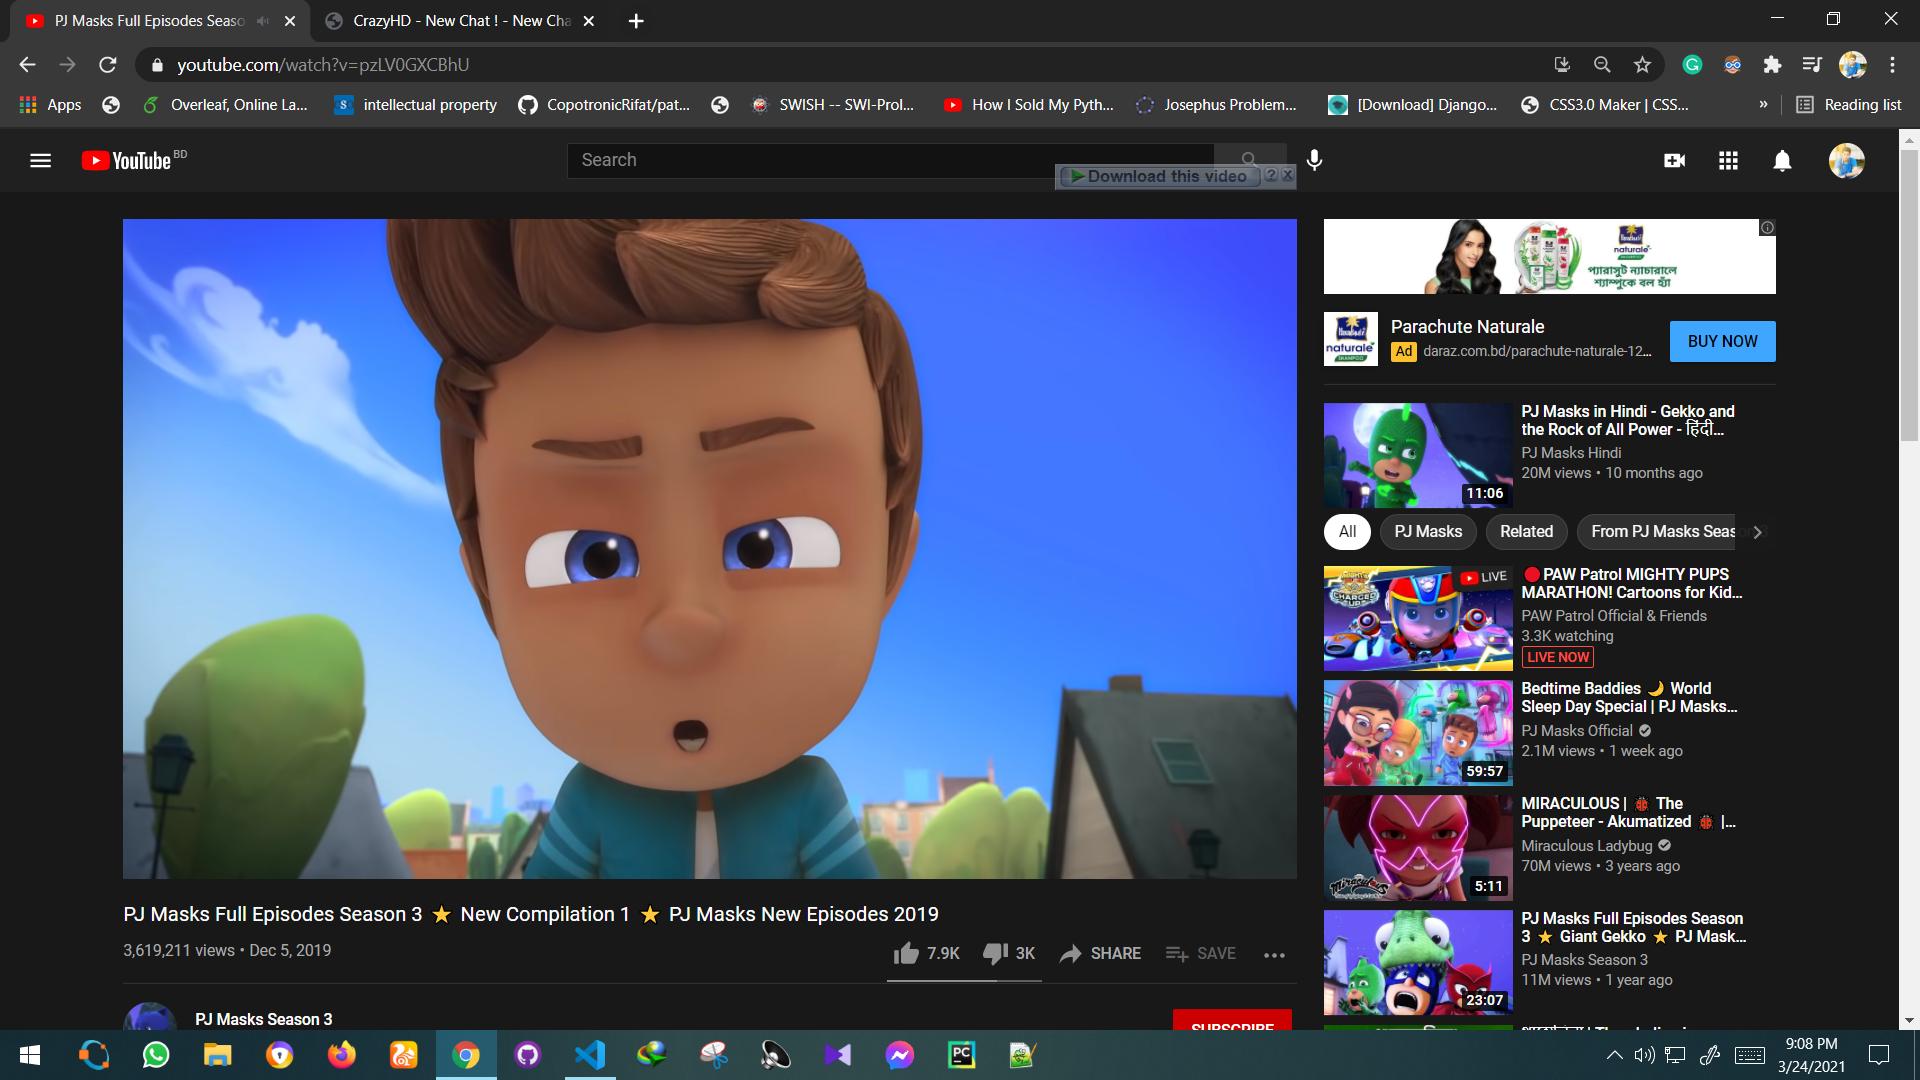 PJ Masks Full Episodes Seaso
CrazyHD - New Chat ! - New Cha
youtube.com/watch?v=pzLV0GXCBhU
Apps
Overleaf, Online La...
intellectual property
CopotronicRifat/pat...
SWISH -- SWI-Prol...
How I Sold My Pyth...
Josephus Problem...
[Download] Django...
CSS3.0 Maker | CSS...
»
Reading list
YouTube BD
Search
Download this video
naturale
প্যারাসুট ন্যাচারালে
শ্যাম্পুকে বল হ্যাঁ
naturale
SHAMPOO
Parachute Naturale
Ad daraz.com.bd/parachute-naturale-12...
BUY NOW
PJ Masks in Hindi - Gekko and
the Rock of All Power - हिंदी...
PJ Masks Hindi
20M views • 10 months ago
11:06
All
PJ Masks
Related
From PJ Masks Seas
LIVE
CHARGED UP
PAW Patrol MIGHTY PUPS
MARATHON! Cartoons for Kid...
PAW Patrol Official & Friends
3.3K watching
LIVE NOW
Bedtime Baddies 🌙 World
Sleep Day Special | PJ Masks...
PJ Masks Official
2.1M views • 1 week ago
59:57
MIRACULOUS | 🐞 The
Puppeteer - Akumatized 🐞 |...
Miraculous Ladybug
70M views • 3 years ago
Miraculous
5:11
PJ Masks Full Episodes Season
3 ⭐ Giant Gekko ⭐ PJ Mask...
PJ Masks Season 3
11M views • 1 year ago
23:07
PJ Masks Full Episodes Season 3 ⭐ New Compilation 1 ⭐ PJ Masks New Episodes 2019
3,619,211 views • Dec 5, 2019
7.9K
3K
SHARE
SAVE
PJ Masks Season 3
SUBSCRIBE
PC
9:08 PM
3/24/2021